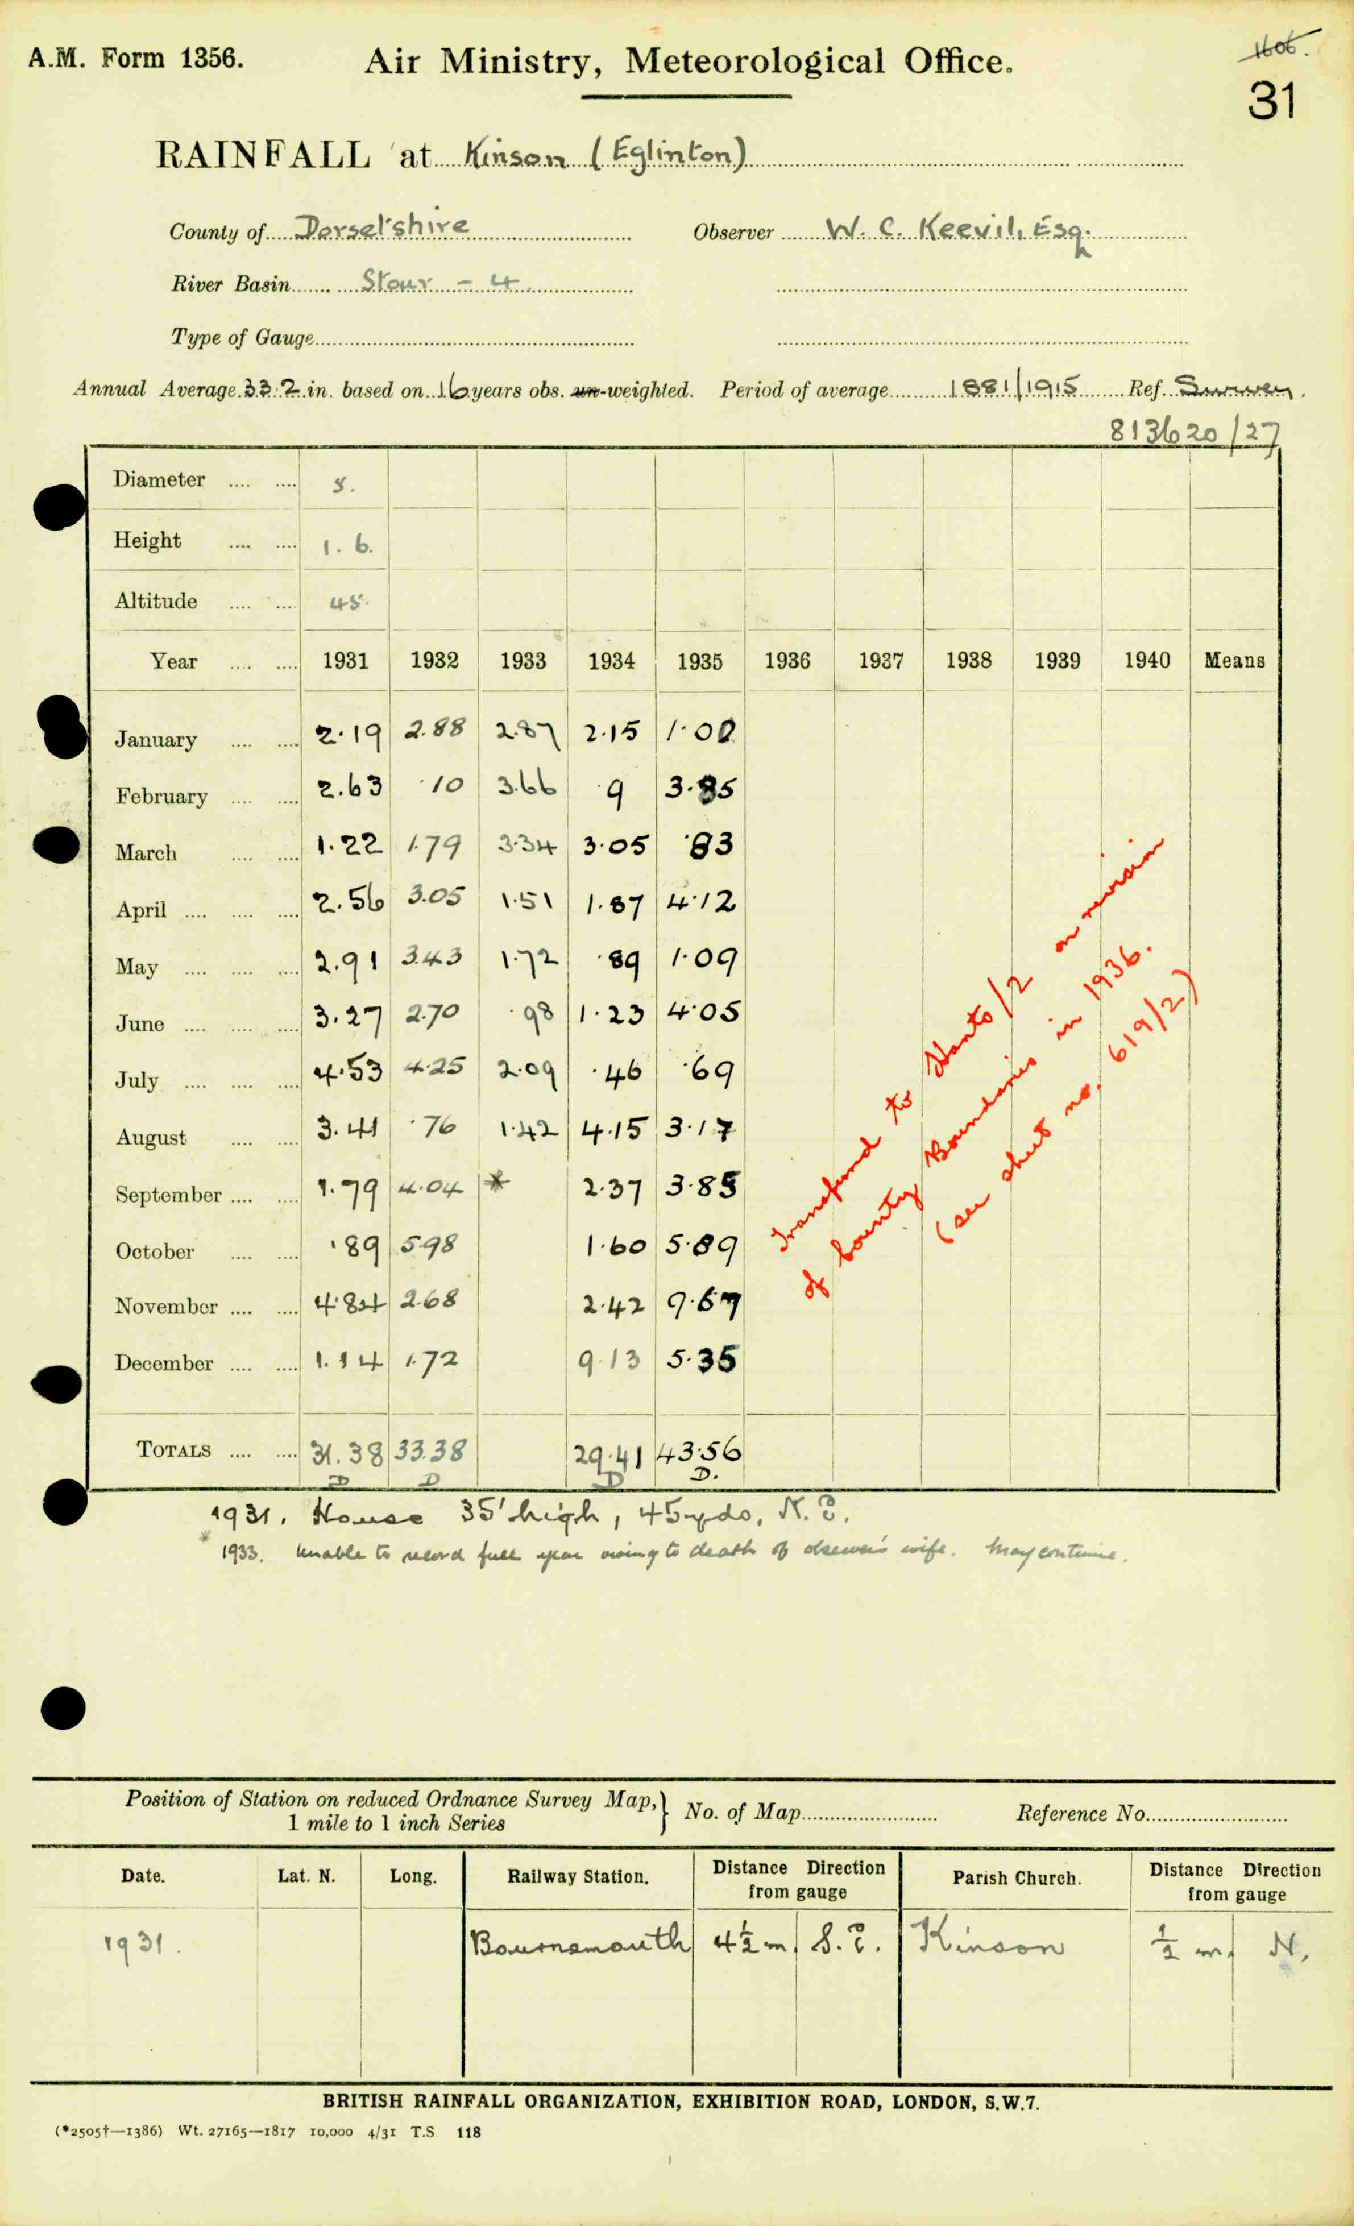 A.M. Form 1356.
Air Ministry, Meteorological Office.
1606.
31
RAINFALL at Kinson (Eglinton)
County of Dorsetshire Observer W. C. Keevil, Esq.
River Basin Stour - 4
Type of Gauge
Annual Average 33.2 in. based on 16 years obs. un-weighted. Period of average 1881/1915 Ref. Survey.
813620/27
Diameter 8.
Height 1. 6.
Altitude 45.
Year 1931 1932 1933 1934 1935 1936 1937 1938 1939 1940 Means
January 2.19 2.88 2.87 2.15 1.00
February 2.63 .10 3.66 .9 3.85
March 1.22 1.79 3.34 3.05 .83
April 2.56 3.05 1.51 1.87 4.12
May 2.91 3.43 1.72 .89 1.09
June 3.27 2.70 .98 1.23 4.05
July 4.53 4.25 2.09 .46 .69
August 3.41 .76 1.42 4.15 3.17
September 1.79 4.04 * 2.37 3.85
October .89 5.98 1.60 5.89
November 4.84 2.68 2.42 9.67
December 1.14 1.72 9.13 5.35
TOTALS 31.38 33.38 29.41 43.56
D D D D.
Transferred to Hants/2 on revision
of County Boundaries in 1936.
(see sheet no. 619/2)
1931. House 35' high, 45 yds, N.E.
* 1933. Unable to record full year owing to death of observer's wife. May continue.
Position of Station on reduced Ordnance Survey Map, } No. of Map Reference No.
1 mile to 1 inch Series
Date. Lat. N. Long. Railway Station. Distance Direction from gauge Parish Church. Distance Direction from gauge
1931. Bournemouth 4½ m. S.E. Kinson ½ m. N.
BRITISH RAINFALL ORGANIZATION, EXHIBITION ROAD, LONDON, S.W.7.
(*2505†—1386) Wt. 27165—1817 10,000 4/31 T.S 118